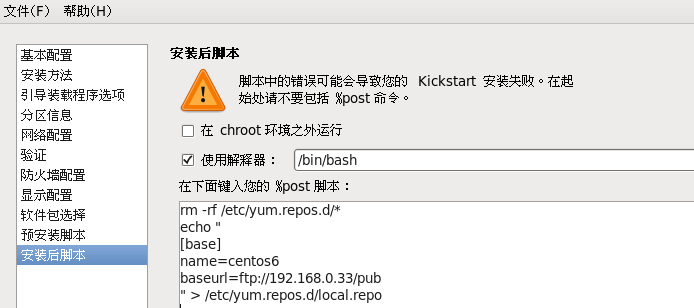 文件(F) 帮助(H)
基本配置
安装方法
引导装载程序选项
分区信息
网络配置
验证
防火墙配置
显示配置
软件包选择
预安装脚本
安装后脚本
安装后脚本
脚本中的错误可能会导致您的 Kickstart 安装失败。在起
始处请不要包括 %post 命令。
在 chroot 环境之外运行
使用解释器： /bin/bash
在下面键入您的 %post 脚本：
rm -rf /etc/yum.repos.d/*
echo "
[base]
name=centos6
baseurl=ftp://192.168.0.33/pub
" > /etc/yum.repos.d/local.repo